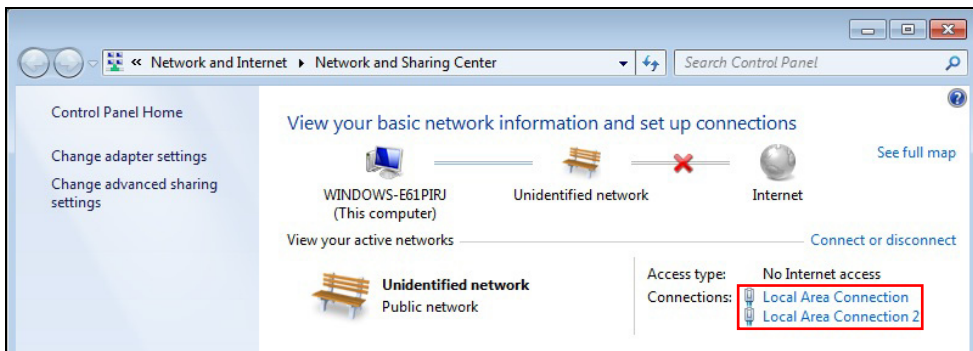 « Network and Internet ▸ Network and Sharing Center
Search Control Panel
Control Panel Home
Change adapter settings
Change advanced sharing
settings
View your basic network information and set up connections
See full map
WINDOWS-E61PIRJ
(This computer)
Unidentified network
Internet
View your active networks
Connect or disconnect
Unidentified network
Public network
Access type: No Internet access
Connections: Local Area Connection
Local Area Connection 2